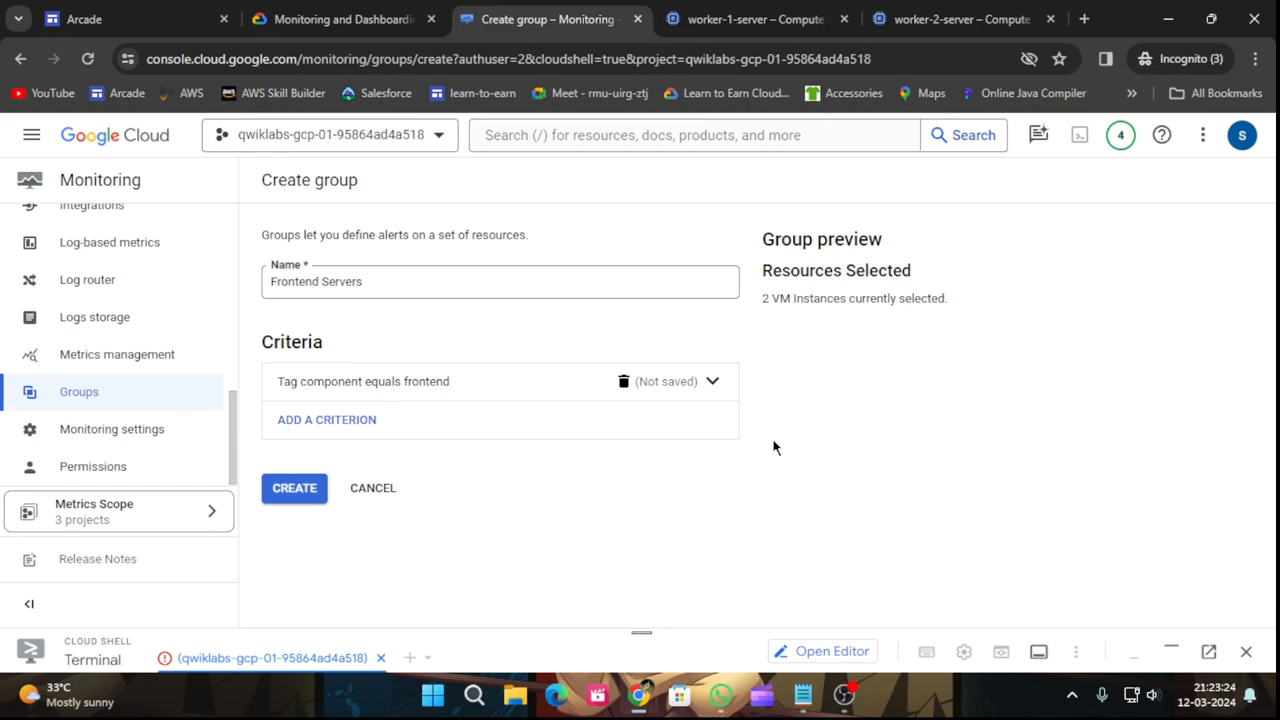 Arcade
Monitoring and Dashboardin
Create group – Monitoring -
worker-1-server – Compute
worker-2-server – Compute
console.cloud.google.com/monitoring/groups/create?authuser=2&cloudshell=true&project=qwiklabs-gcp-01-95864ad4a518
Incognito (3)
YouTube
Arcade
AWS
AWS Skill Builder
Salesforce
learn-to-earn
Meet - rmu-uirg-ztj
Learn to Earn Cloud...
Accessories
Maps
Online Java Compiler
All Bookmarks
Google Cloud
qwiklabs-gcp-01-95864ad4a518
Search (/) for resources, docs, products, and more
Search
4
S
Monitoring
Integrations
Log-based metrics
Log router
Logs storage
Metrics management
Groups
Monitoring settings
Permissions
Metrics Scope
3 projects
Release Notes
Create group
Groups let you define alerts on a set of resources.
Name *
Frontend Servers
Criteria
Tag component equals frontend
(Not saved)
ADD A CRITERION
CREATE
CANCEL
Group preview
Resources Selected
2 VM Instances currently selected.
CLOUD SHELL
Terminal
(qwiklabs-gcp-01-95864ad4a518)
Open Editor
33°C
Mostly sunny
21:23:24
12-03-2024